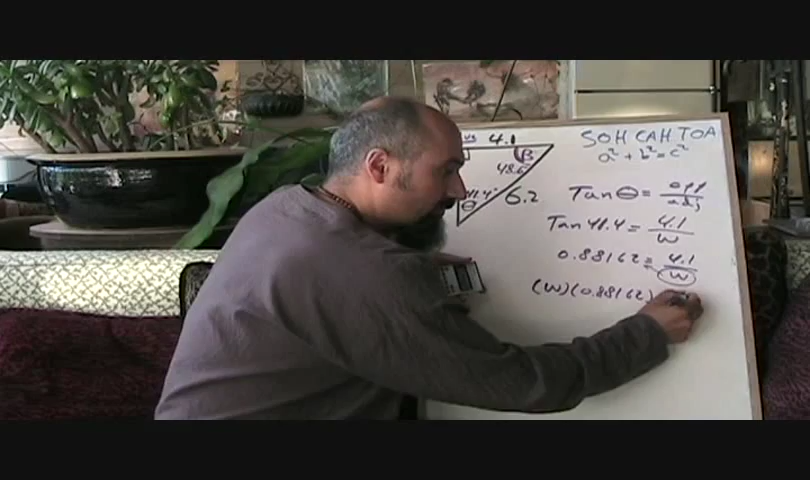 4.1
β
48.6°
41.4°
θ
6.2
SOH CAH TOA
a² + b² = c²
Tan θ = opp/adj
Tan 41.4 = 4.1/w
0.88162 = 4.1/w
(w)(0.88162)